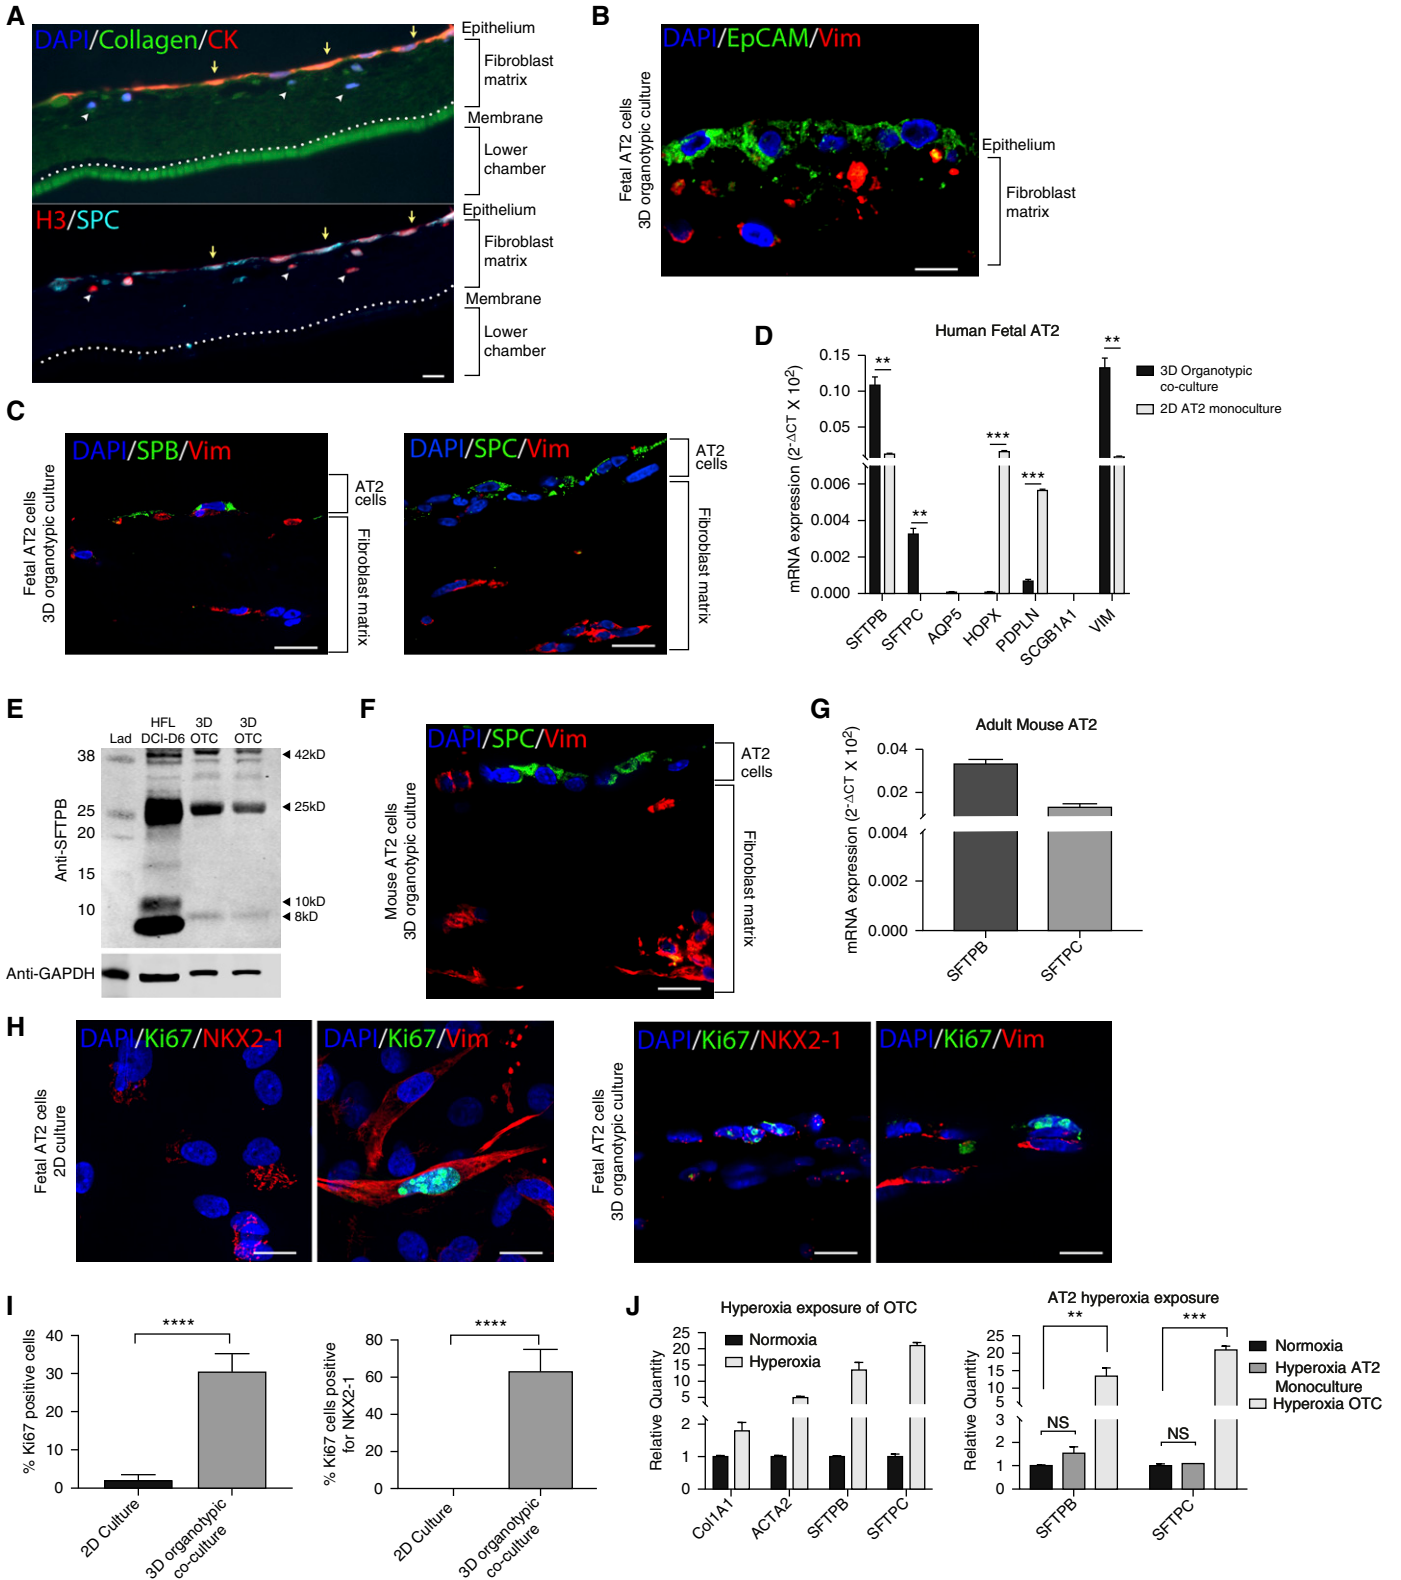 A
DAPI/Collagen/CK
Epithelium
Fibroblast
matrix
Membrane
Lower
chamber
H3/SPC
Epithelium
Fibroblast
matrix
Membrane
Lower
chamber
B
Fetal AT2 cells
3D organotypic culture
DAPI/EpCAM/Vim
Epithelium
Fibroblast
matrix
C
Fetal AT2 cells
3D organotypic culture
DAPI/SPB/Vim
AT2
cells
Fibroblast matrix
DAPI/SPC/Vim
AT2
cells
Fibroblast matrix
D
Human Fetal AT2
mRNA expression (2-ΔCT X 10²)
0.15
0.10
0.05
0.006
0.004
0.002
0.000
**
**
***
***
**
SFTPB
SFTPC
AQP5
HOPX
PDPLN
SCGB1A1
VIM
3D Organotypic
co-culture
2D AT2 monoculture
E
Lad
HFL
DCI-D6
3D
OTC
3D
OTC
Anti-SFTPB
38
25
20
15
10
42kD
25kD
10kD
8kD
Anti-GAPDH
F
Mouse AT2 cells
3D organotypic culture
DAPI/SPC/Vim
AT2
cells
Fibroblast matrix
G
Adult Mouse AT2
mRNA expression (2-ΔCT X 10²)
0.04
0.02
0.004
0.002
0.000
SFTPB
SFTPC
H
Fetal AT2 cells
2D culture
DAPI/Ki67/NKX2-1
DAPI/Ki67/Vim
Fetal AT2 cells
3D organotypic culture
DAPI/Ki67/NKX2-1
DAPI/Ki67/Vim
I
% Ki67 positive cells
40
30
20
10
0
****
2D Culture
3D organotypic
co-culture
% Ki67 cells positive
for NKX2-1
80
60
40
20
0
****
2D Culture
3D organotypic
co-culture
J
Hyperoxia exposure of OTC
Relative Quantity
25
20
15
10
5
2
1
0
Normoxia
Hyperoxia
Col1A1
ACTA2
SFTPB
SFTPC
AT2 hyperoxia exposure
Relative Quantity
25
20
15
10
5
3
2
1
0
**
***
NS
NS
SFTPB
SFTPC
Normoxia
Hyperoxia AT2
Monoculture
Hyperoxia OTC